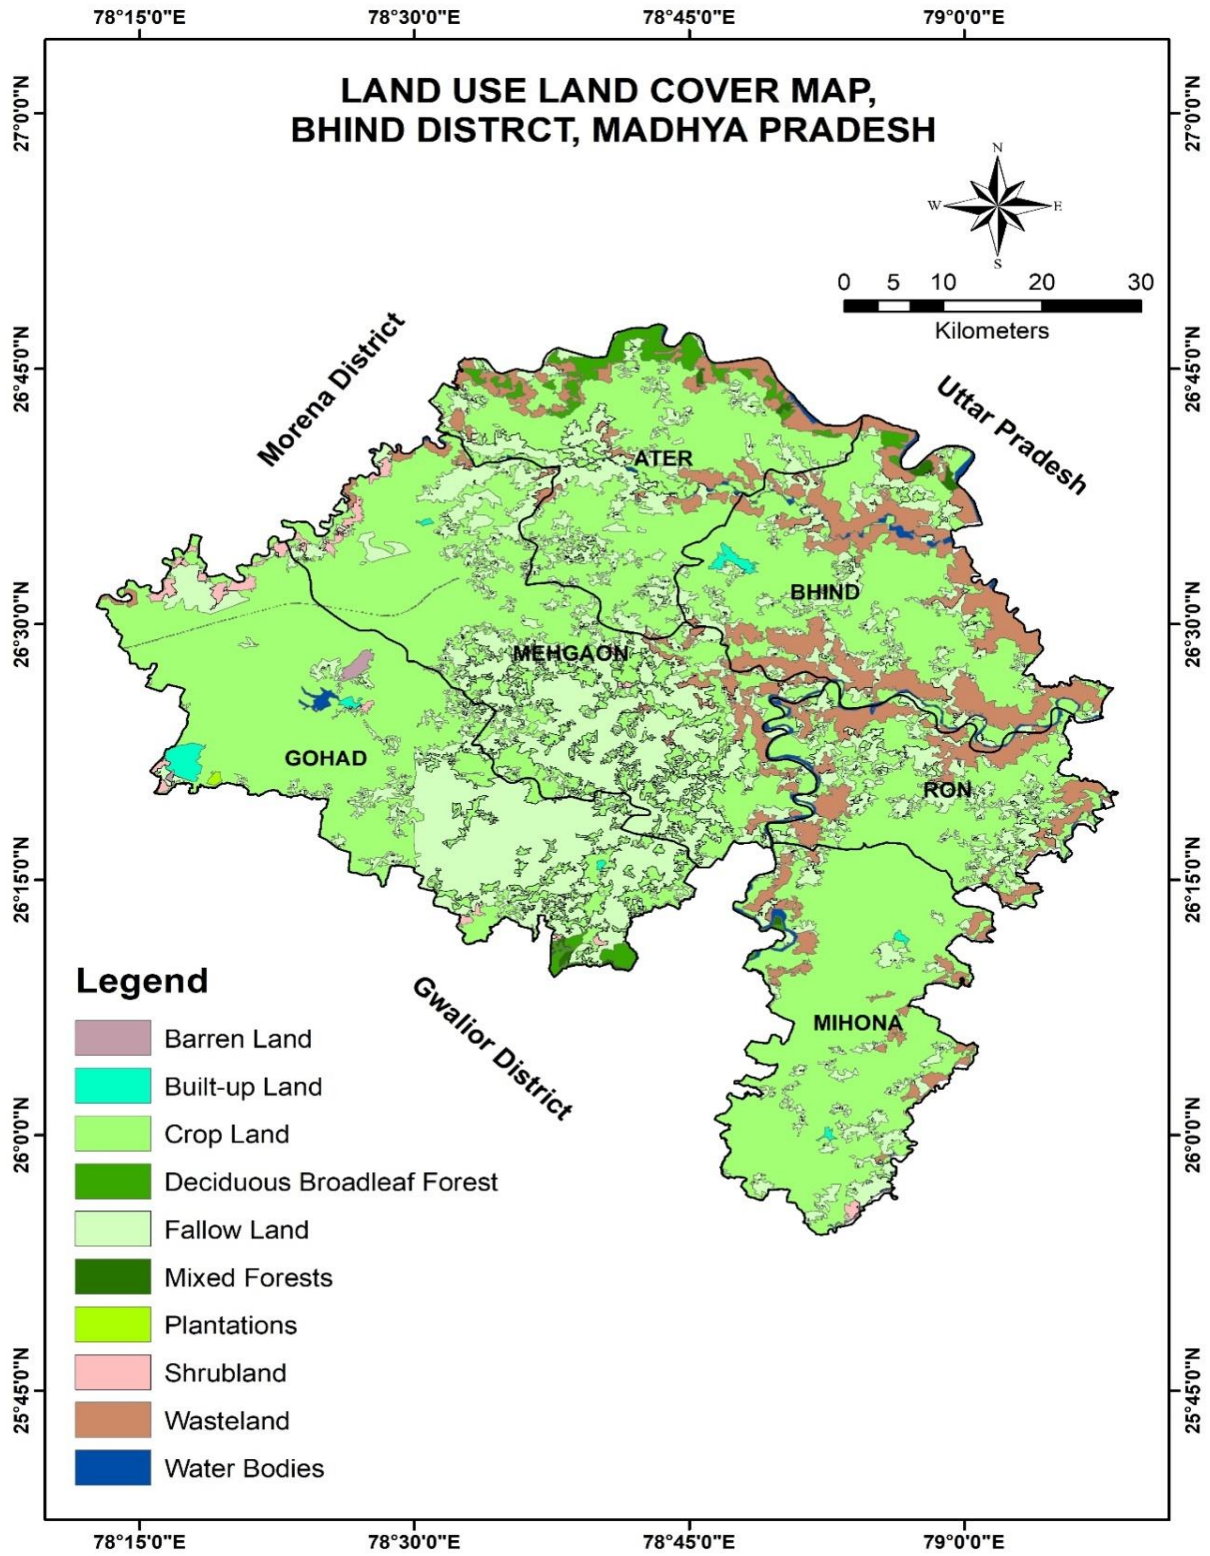 78°15'0"E 78°30'0"E 78°45'0"E 79°0'0"E
LAND USE LAND COVER MAP,
BHIND DISTRCT, MADHYA PRADESH
27°0'0"N 27°0'0"N
N
W E
S
0 5 10 20 30
Kilometers
26°45'0"N 26°45'0"N
Morena District
Uttar Pradesh
ATER
BHIND
26°30'0"N 26°30'0"N
MEHGAON
GOHAD
RON
26°15'0"N 26°15'0"N
Gwalior District
MIHONA
Legend
Barren Land
Built-up Land
Crop Land
26°0'0"N 26°0'0"N
Deciduous Broadleaf Forest
Fallow Land
Mixed Forests
Plantations
Shrubland
25°45'0"N 25°45'0"N
Wasteland
Water Bodies
78°15'0"E 78°30'0"E 78°45'0"E 79°0'0"E